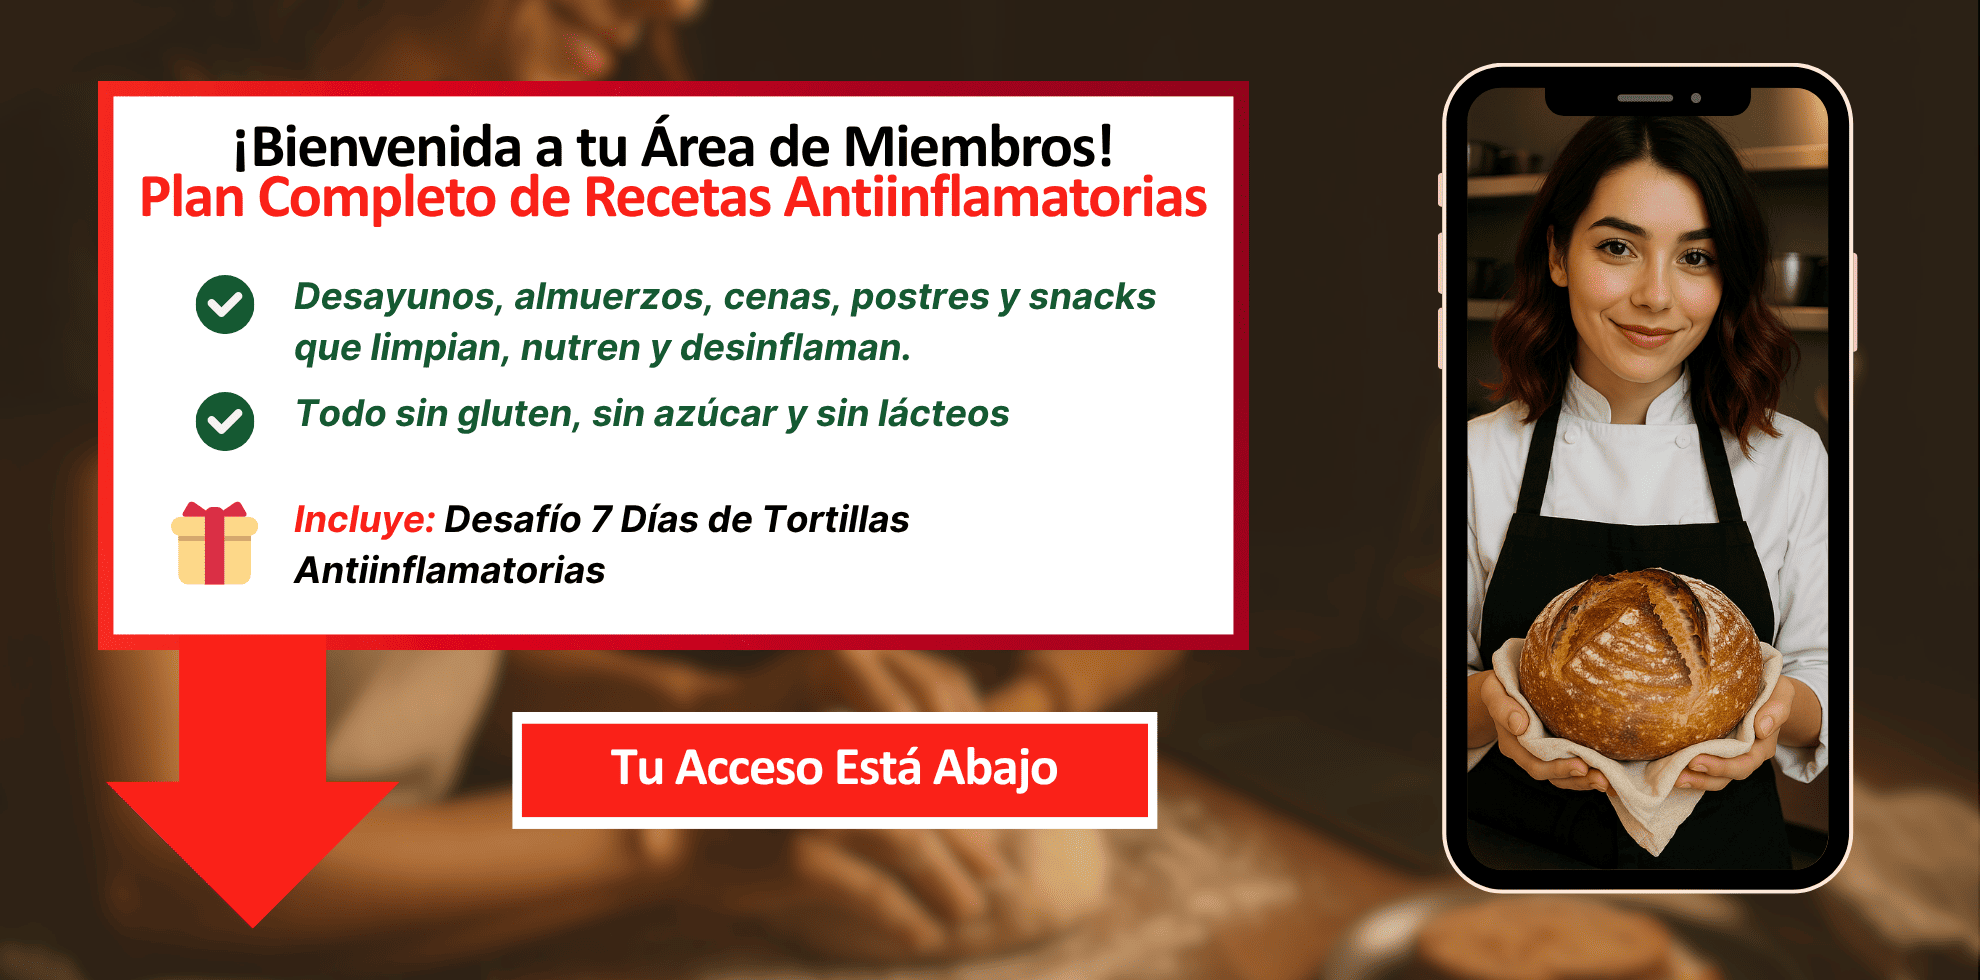 ¡Bienvenida a tu Área de Miembros!
Plan Completo de Recetas Antiinflamatorias
Desayunos, almuerzos, cenas, postres y snacks
que limpian, nutren y desinflaman.
Todo sin gluten, sin azúcar y sin lácteos
Incluye: Desafío 7 Días de Tortillas
Antiinflamatorias
Tu Acceso Está Abajo